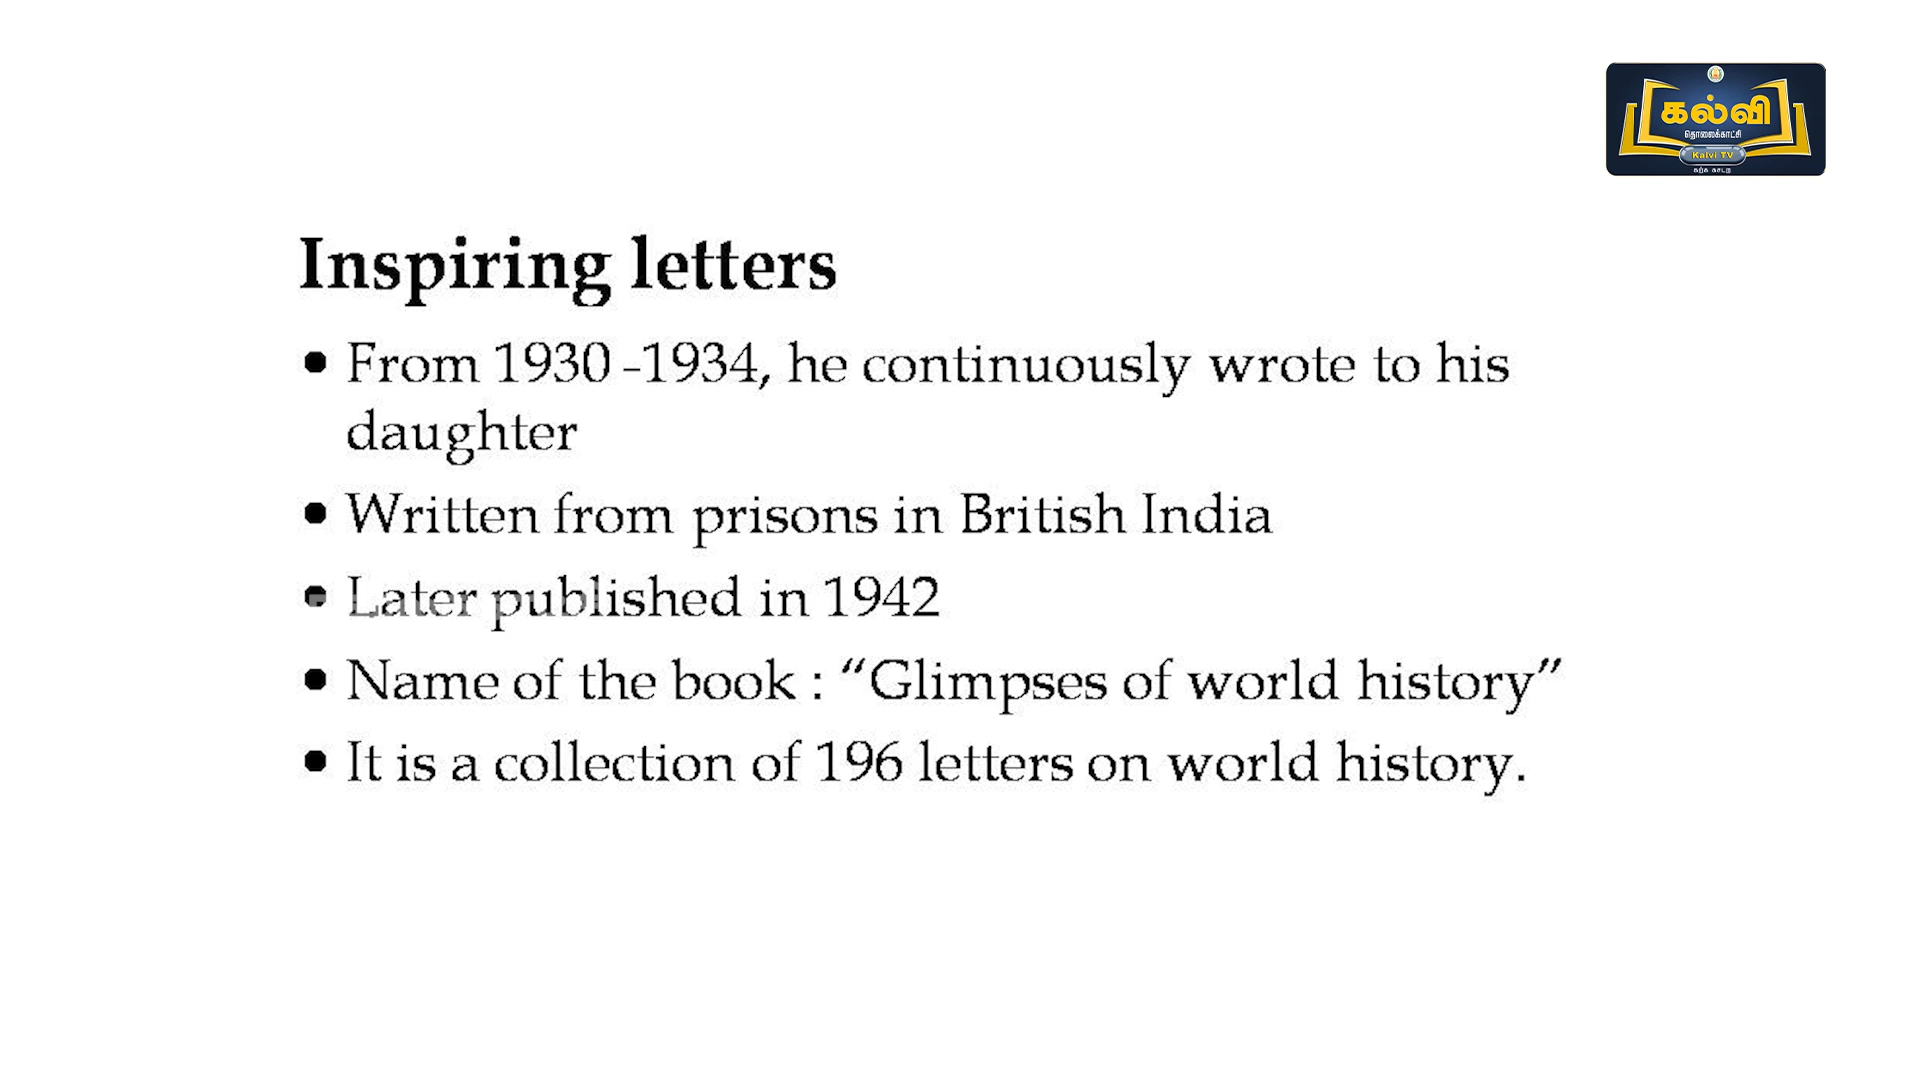 கல்வி
தொலைக்காட்சி
Kalvi TV
கற்க கசடற
Inspiring letters
• From 1930 -1934, he continuously wrote to his
daughter
• Written from prisons in British India
• Later published in 1942
• Name of the book : “Glimpses of world history”
• It is a collection of 196 letters on world history.